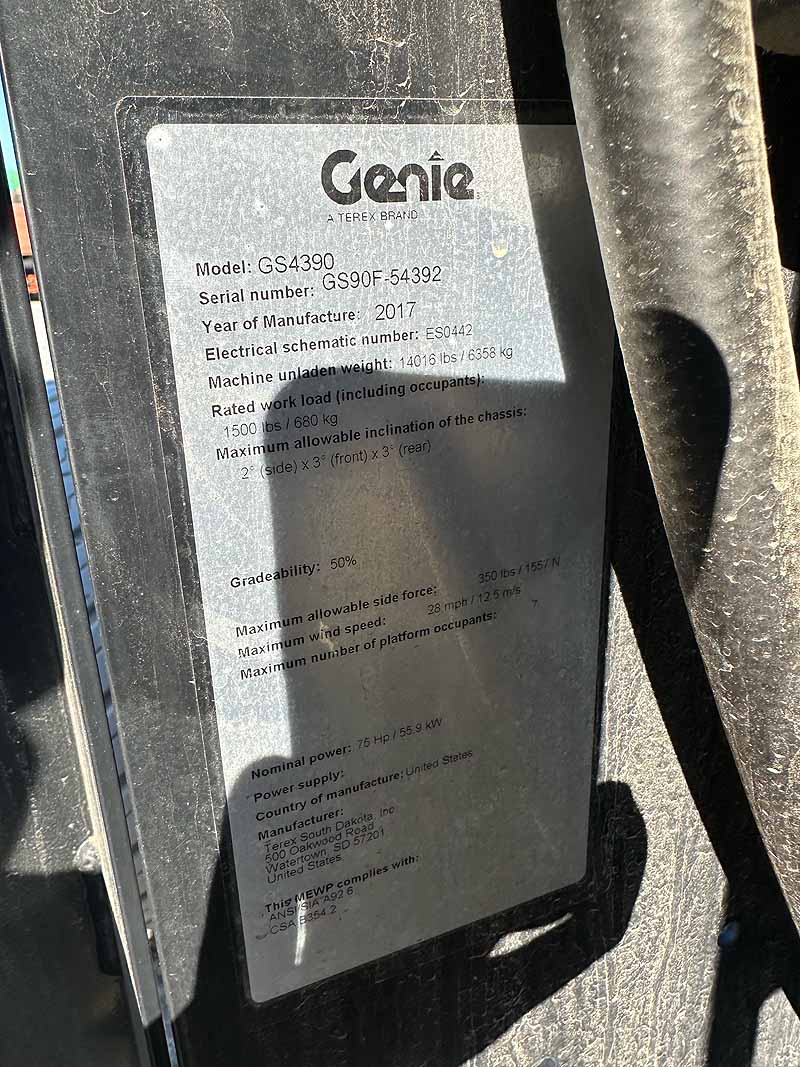 Genie
A TEREX BRAND
Model: GS4390
Serial number: GS90F-54392
Year of Manufacture: 2017
Electrical schematic number: ES0442
Machine unladen weight: 14016 lbs / 6358 kg
Rated work load (including occupants):
1500 lbs / 680 kg
Maximum allowable inclination of the chassis:
2° (side) x 3° (front) x 3° (rear)
Gradeability: 50%
Maximum allowable side force: 350 lbs / 1557 N
Maximum wind speed: 28 mph / 12.5 m/s
Maximum number of platform occupants: 7
Nominal power: 75 Hp / 55.9 kW
Power supply:
Country of manufacture: United States
Manufacturer:
Terex South Dakota, Inc
500 Oakwood Road
Watertown, SD 57201
United States
This MEWP complies with:
ANSI/SIA A92.6
CSA B354.2